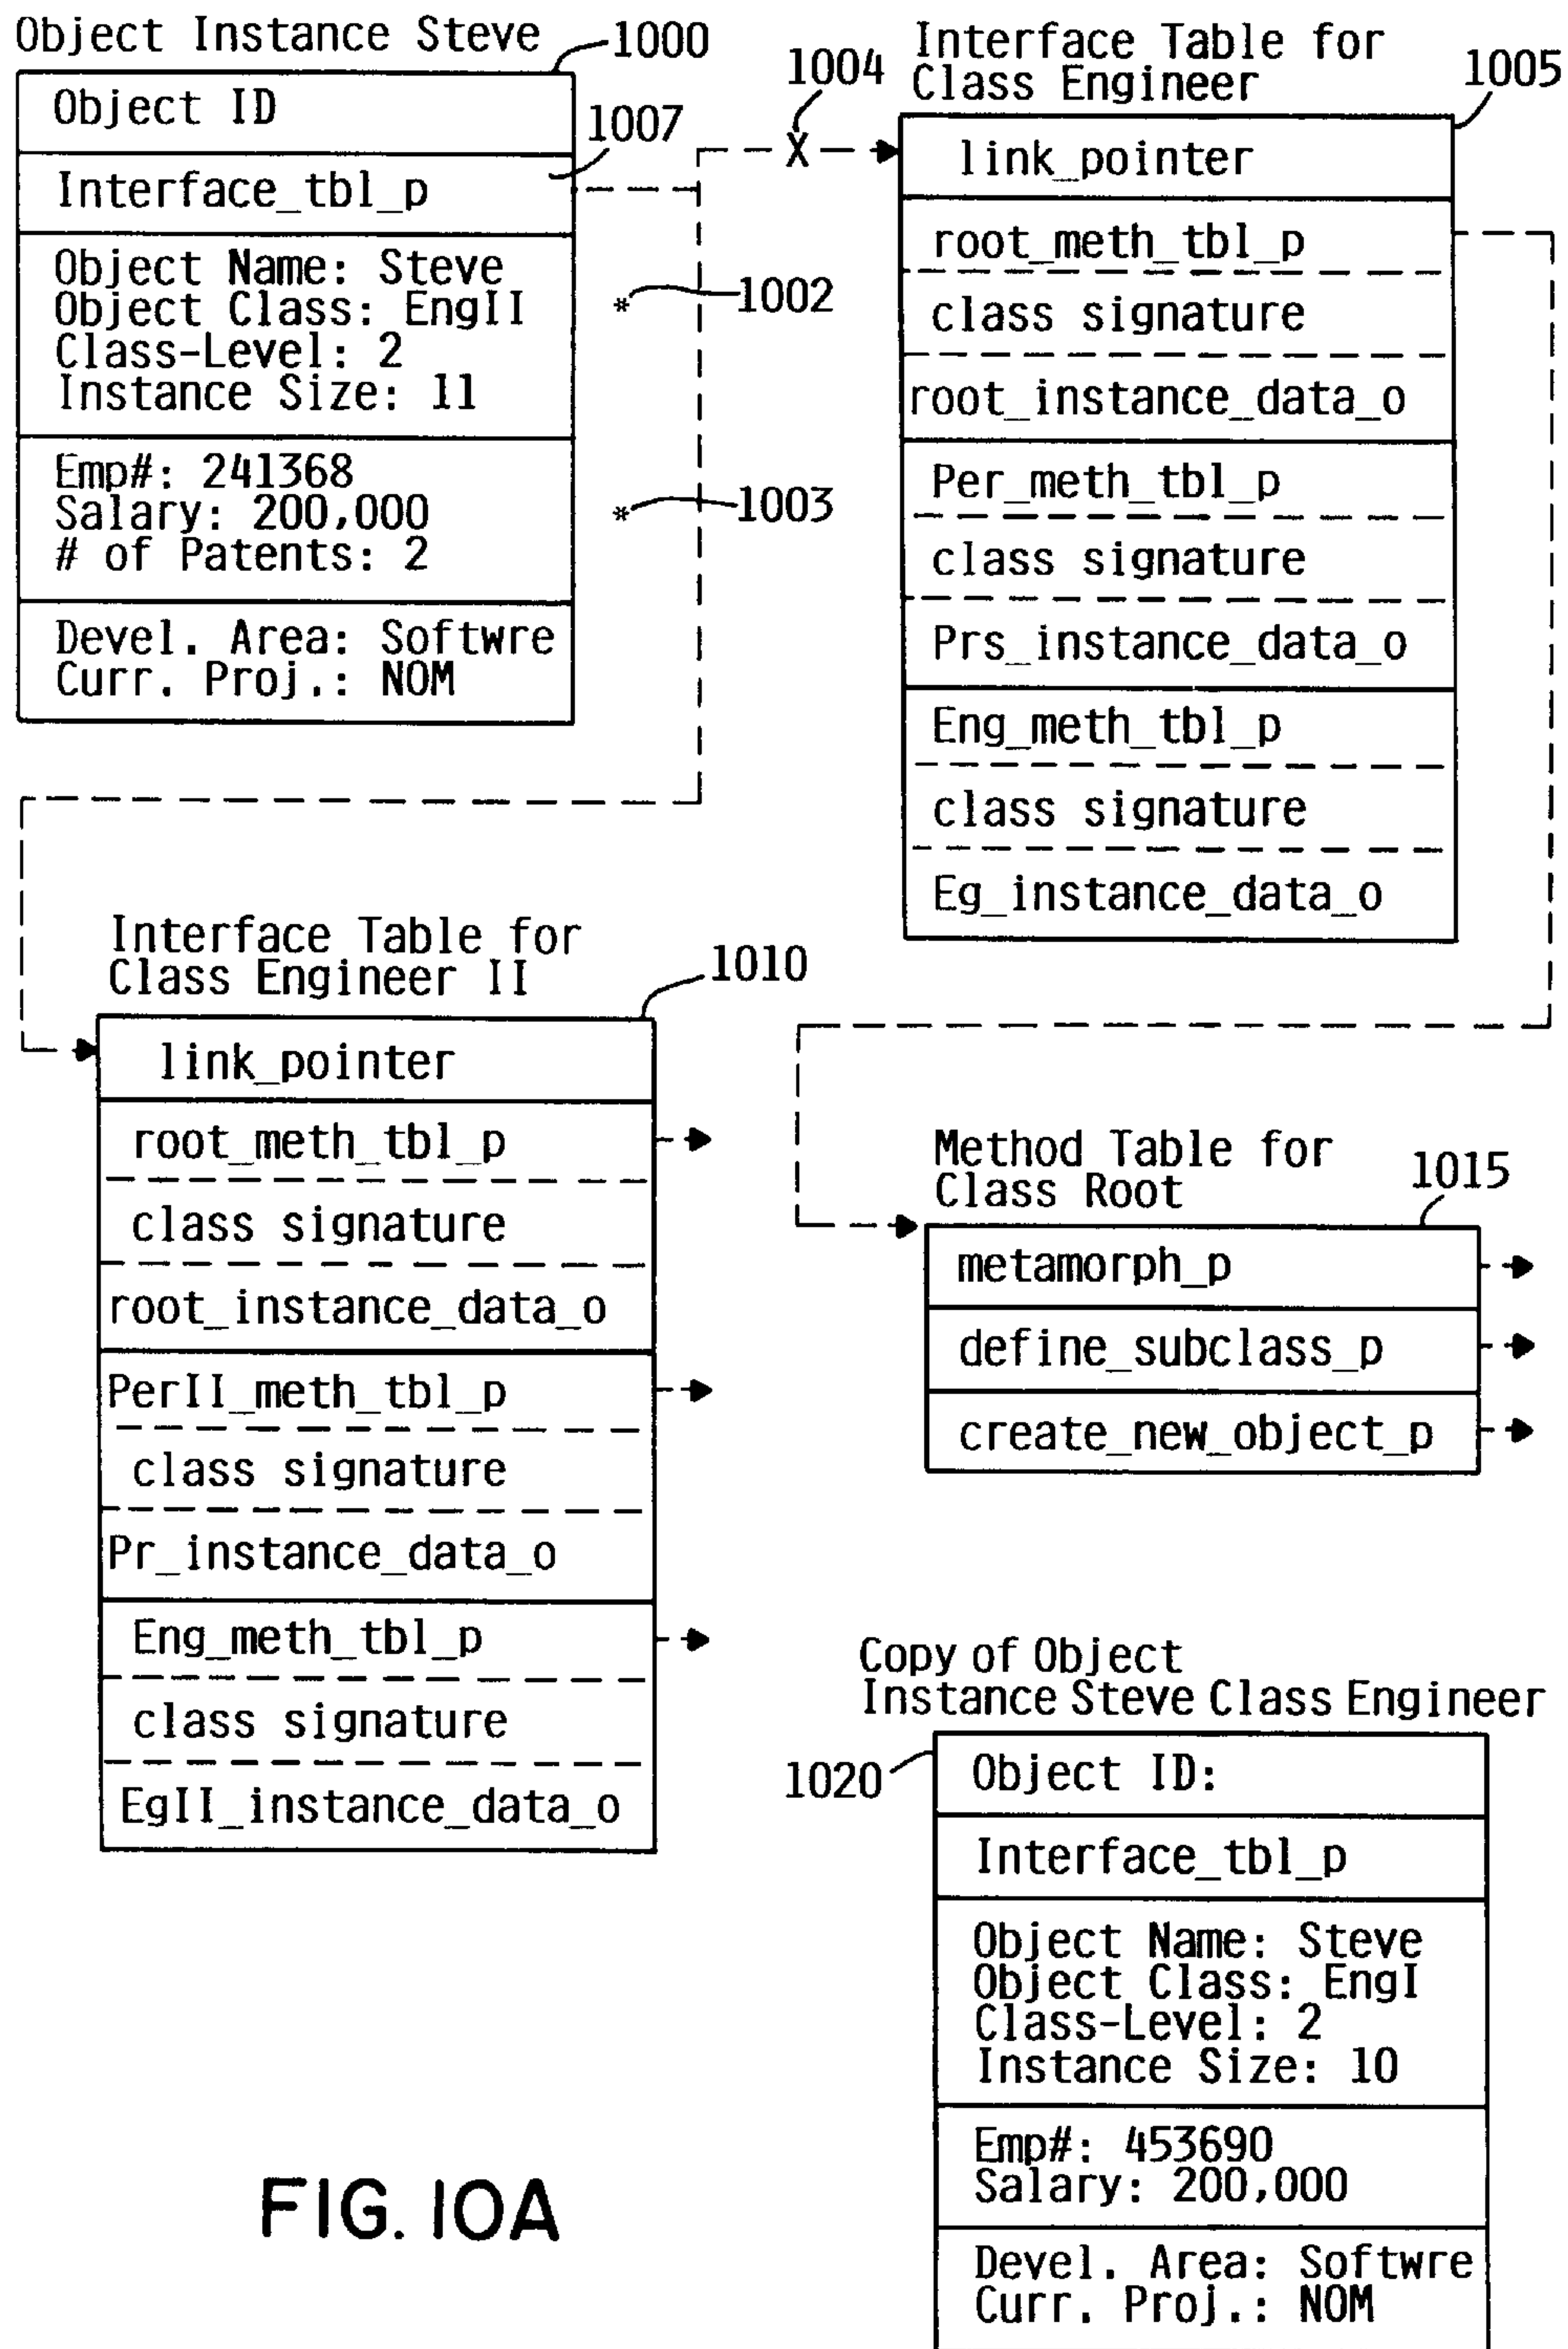 Object Instance Steve
1000
Object ID
1007
Interface_tbl_p
Object Name: Steve
Object Class: EngII
Class-Level: 2
Instance Size: 11
* 1002
Emp#: 241368
Salary: 200,000
# of Patents: 2
* 1003
Devel. Area: Softwre
Curr. Proj.: NOM
1004
X
Interface Table for
Class Engineer
1005
link_pointer
root_meth_tbl_p
class signature
root_instance_data_o
Per_meth_tbl_p
class signature
Prs_instance_data_o
Eng_meth_tbl_p
class signature
Eg_instance_data_o
Interface Table for
Class Engineer II
1010
link_pointer
root_meth_tbl_p
class signature
root_instance_data_o
PerII_meth_tbl_p
class signature
Pr_instance_data_o
Eng_meth_tbl_p
class signature
EgII_instance_data_o
Method Table for
Class Root
1015
metamorph_p
define_subclass_p
create_new_object_p
Copy of Object
Instance Steve Class Engineer
1020
Object ID:
Interface_tbl_p
Object Name: Steve
Object Class: EngI
Class-Level: 2
Instance Size: 10
Emp#: 453690
Salary: 200,000
Devel. Area: Softwre
Curr. Proj.: NOM
FIG. 10A